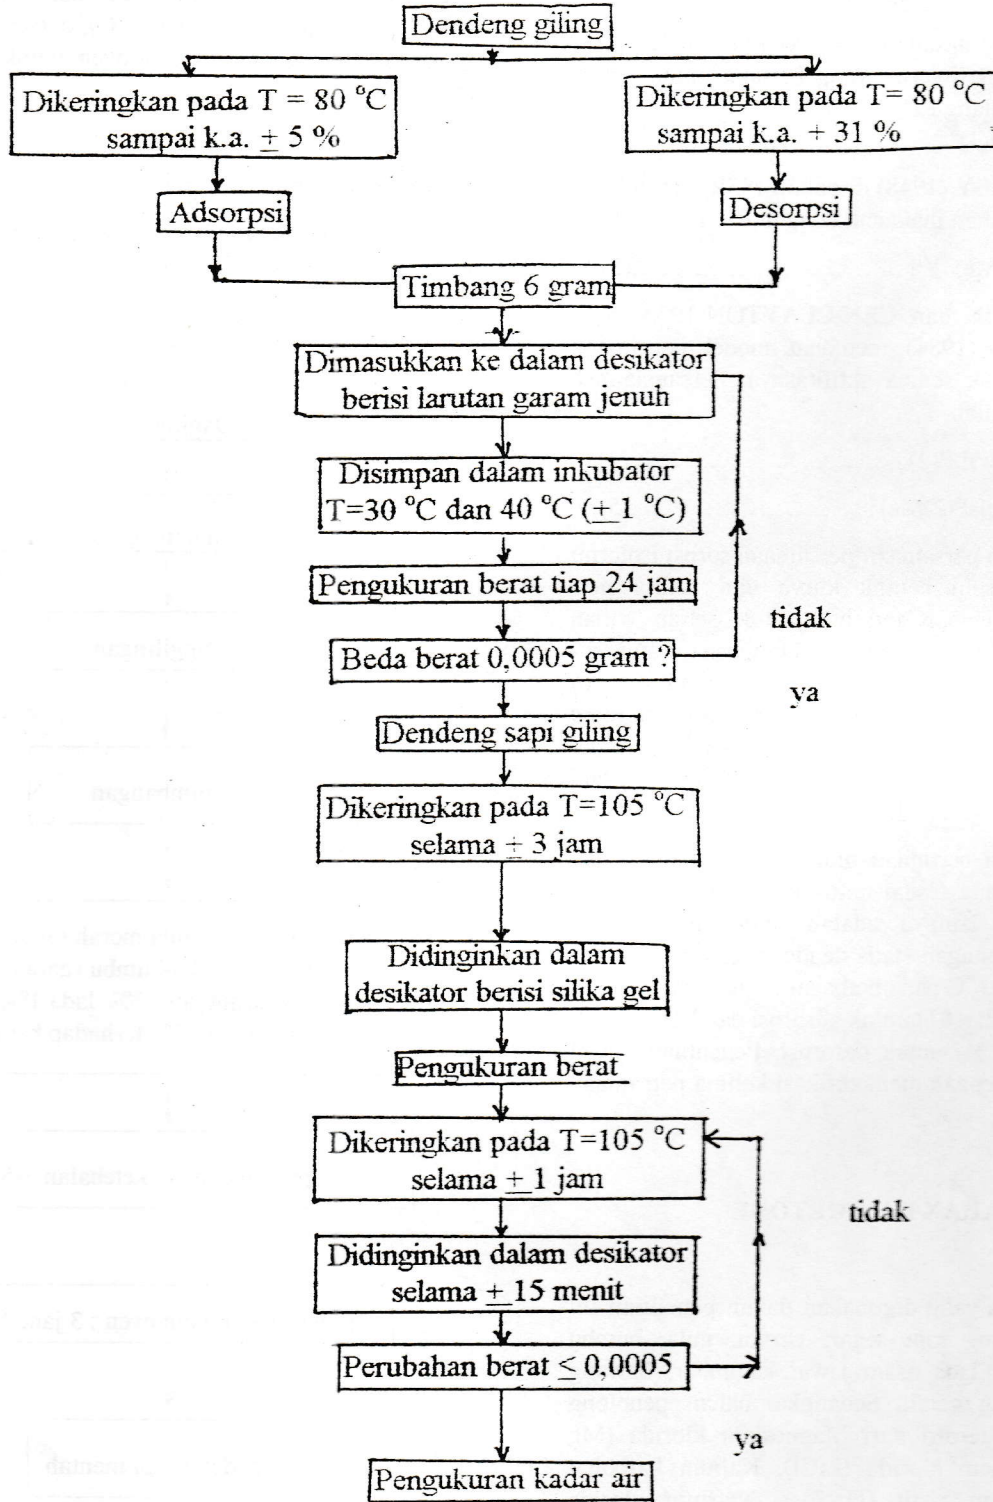 Dendeng giling
Dikeringkan pada T = 80 °C
sampai k.a. ± 5 %
Dikeringkan pada T= 80 °C
sampai k.a. + 31 %
Adsorpsi
Desorpsi
Timbang 6 gram
Dimasukkan ke dalam desikator
berisi larutan garam jenuh
Disimpan dalam inkubator
T=30 °C dan 40 °C (± 1 °C)
Pengukuran berat tiap 24 jam
tidak
Beda berat 0,0005 gram ?
ya
Dendeng sapi giling
Dikeringkan pada T=105 °C
selama ± 3 jam
Didinginkan dalam
desikator berisi silika gel
Pengukuran berat
Dikeringkan pada T=105 °C
selama ± 1 jam
tidak
Didinginkan dalam desikator
selama ± 15 menit
Perubahan berat ≤ 0,0005
ya
Pengukuran kadar air